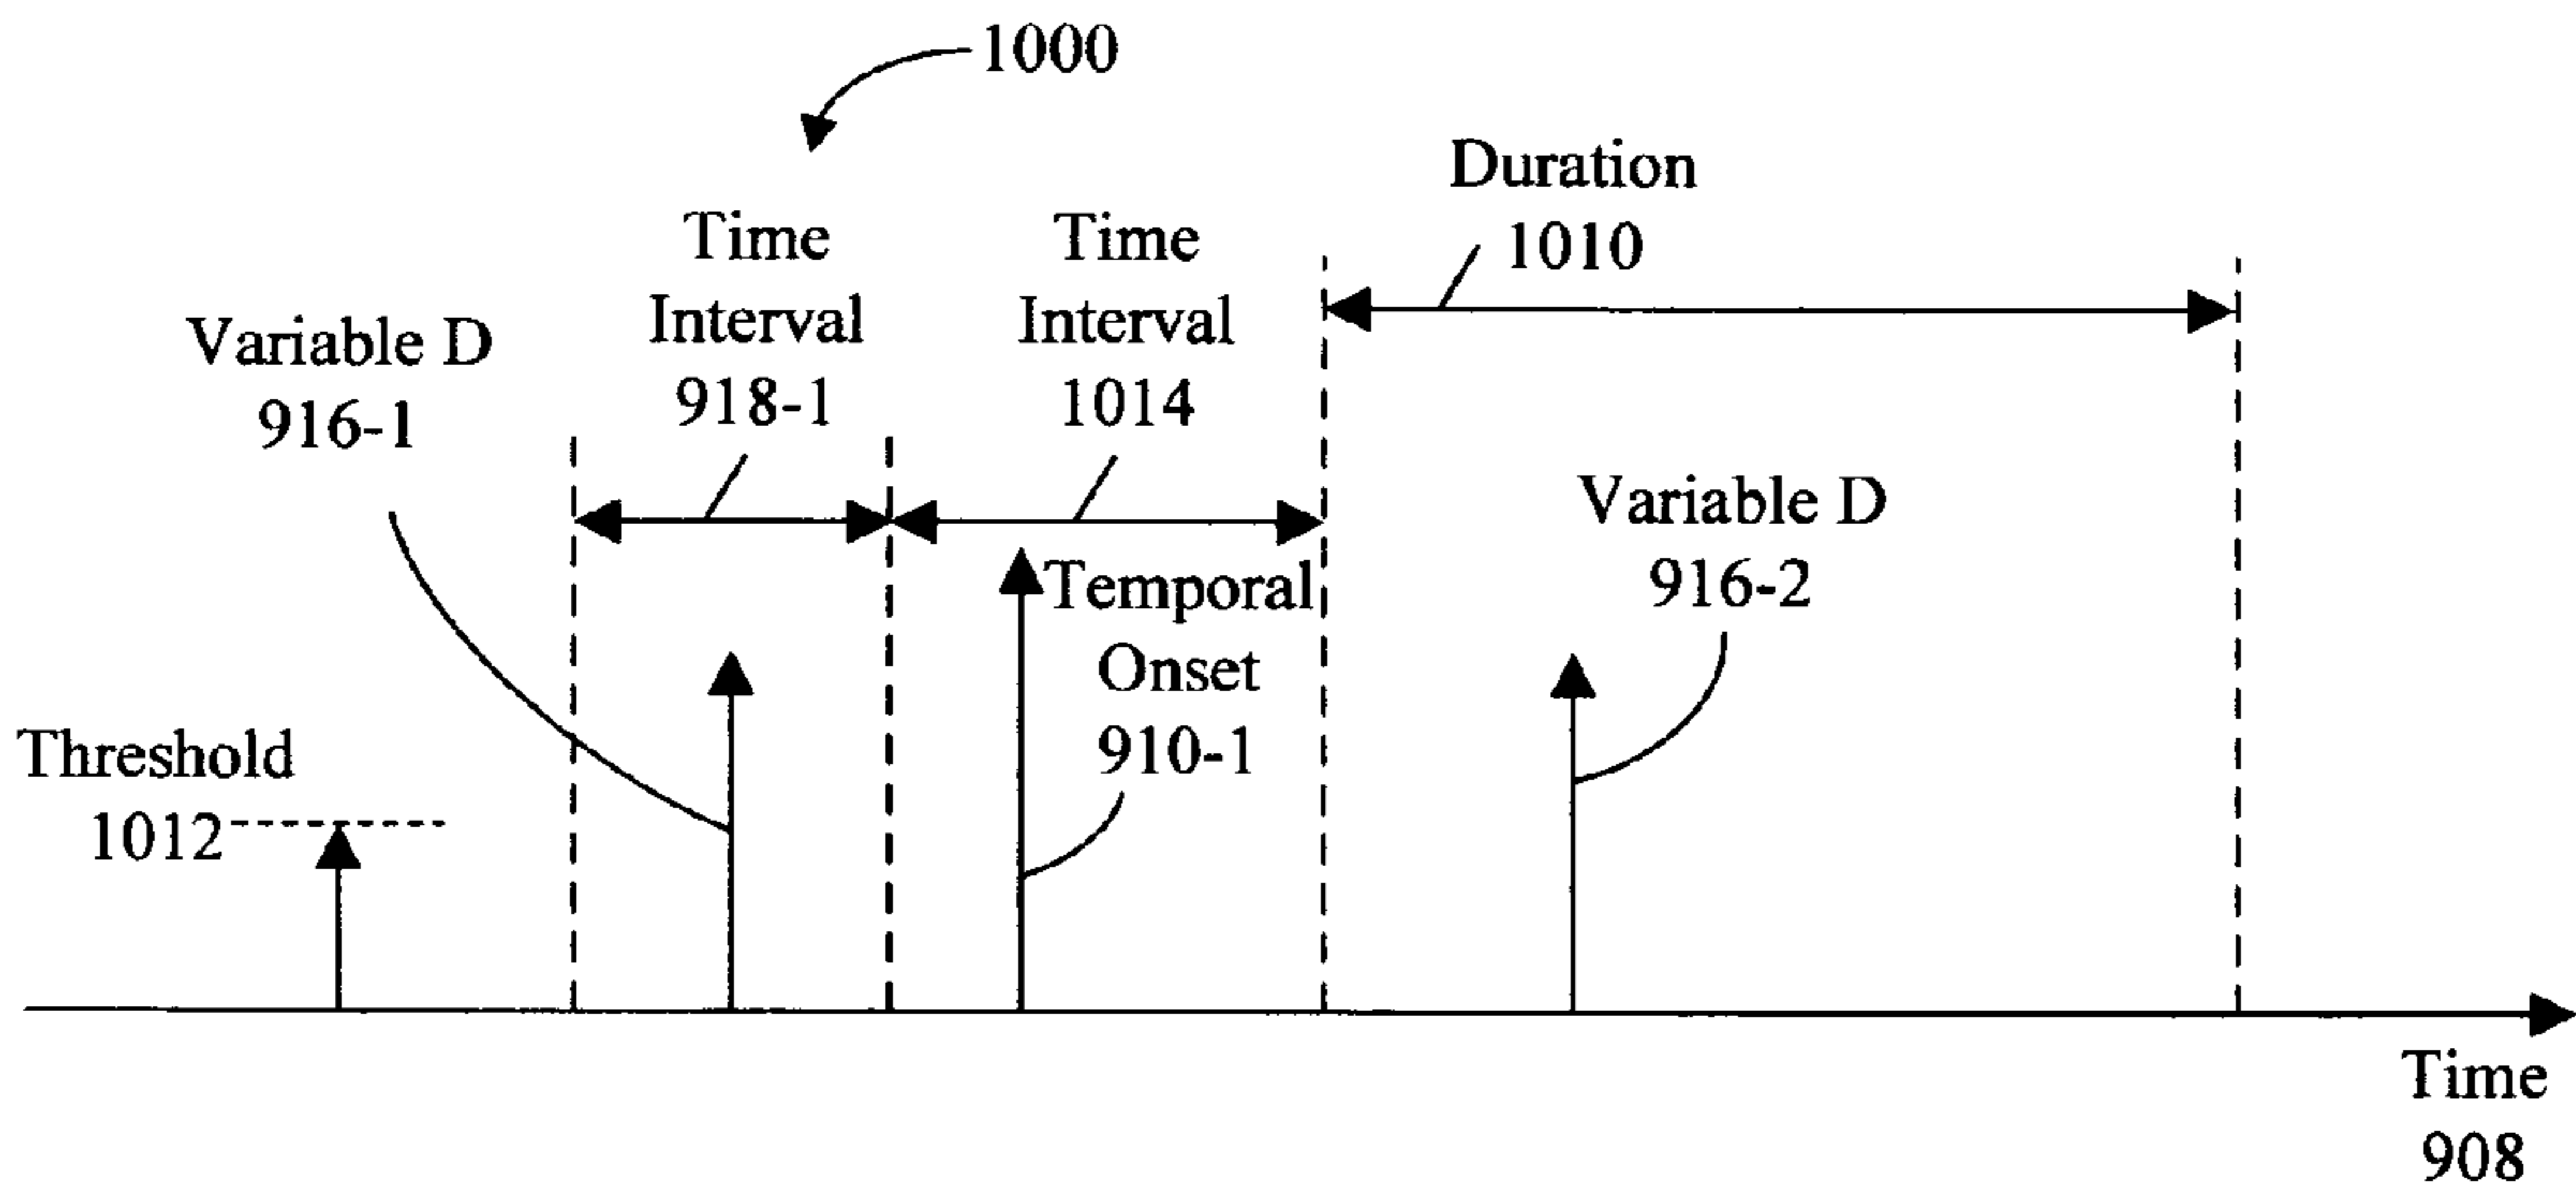 1000
Duration
1010
Time
Interval
918-1
Time
Interval
1014
Variable D
916-1
Variable D
916-2
Temporal
Onset
910-1
Threshold
1012
Time
908